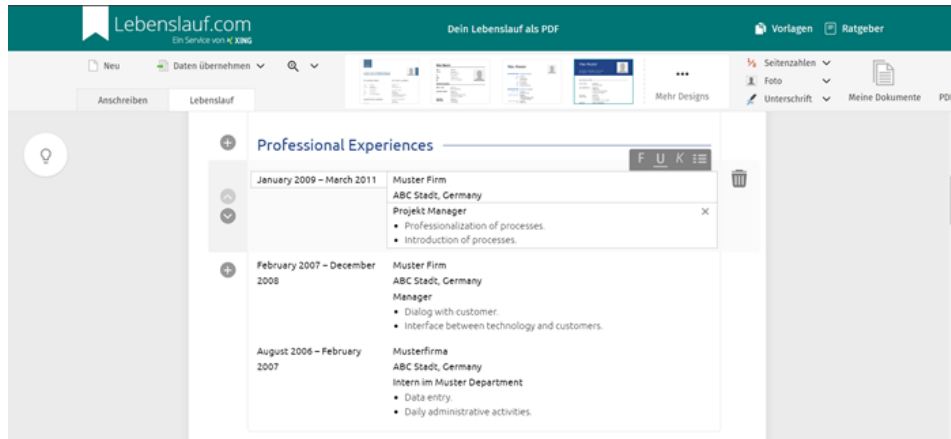 Lebenslauf.com
Ein Service von XING
Dein Lebenslauf als PDF
Vorlagen
Ratgeber
Neu
Daten übernehmen
Mehr Designs
Seitenzahlen
Foto
Unterschrift
Meine Dokumente
PD
Anschreiben
Lebenslauf
Professional Experiences
F U K
January 2009 – March 2011
Muster Firm
ABC Stadt, Germany
Projekt Manager
• Professionalization of processes.
• Introduction of processes.
February 2007 – December
2008
Muster Firm
ABC Stadt, Germany
Manager
• Dialog with customer.
• Interface between technology and customers.
August 2006 – February
2007
Musterfirma
ABC Stadt, Germany
Intern im Muster Department
• Data entry.
• Daily administrative activities.